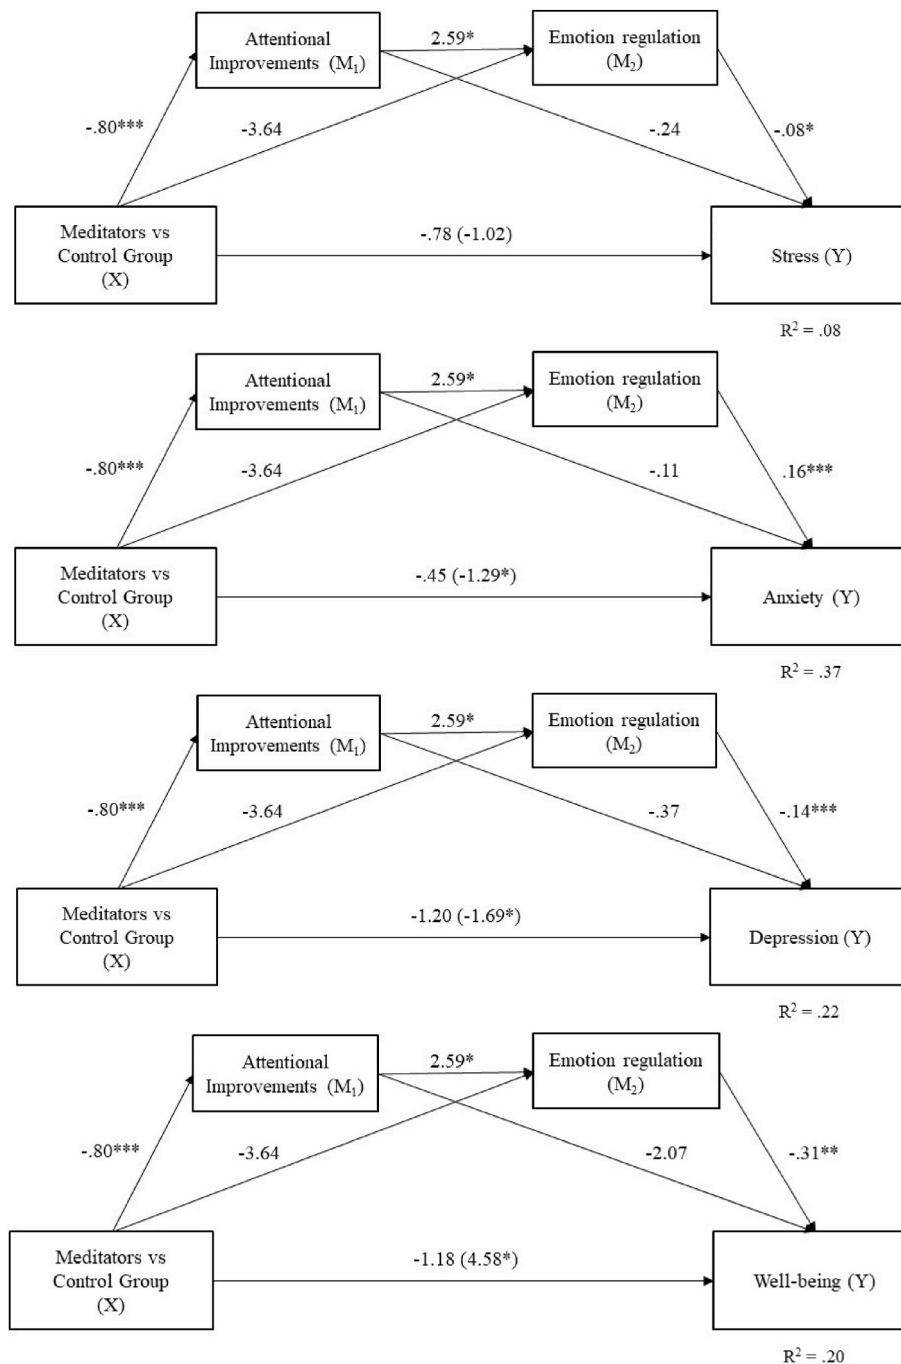 Attentional
Improvements (M₁)
2.59*
Emotion regulation
(M₂)
-.80***
-3.64
-.24
-.08*
Meditators vs
Control Group
(X)
-.78 (-1.02)
Stress (Y)
R² = .08
Attentional
Improvements (M₁)
2.59*
Emotion regulation
(M₂)
-.80***
-3.64
-.11
.16***
Meditators vs
Control Group
(X)
-.45 (-1.29*)
Anxiety (Y)
R² = .37
Attentional
Improvements (M₁)
2.59*
Emotion regulation
(M₂)
-.80***
-3.64
-.37
-.14***
Meditators vs
Control Group
(X)
-1.20 (-1.69*)
Depression (Y)
R² = .22
Attentional
Improvements (M₁)
2.59*
Emotion regulation
(M₂)
-.80***
-3.64
-2.07
-.31**
Meditators vs
Control Group
(X)
-1.18 (4.58*)
Well-being (Y)
R² = .20